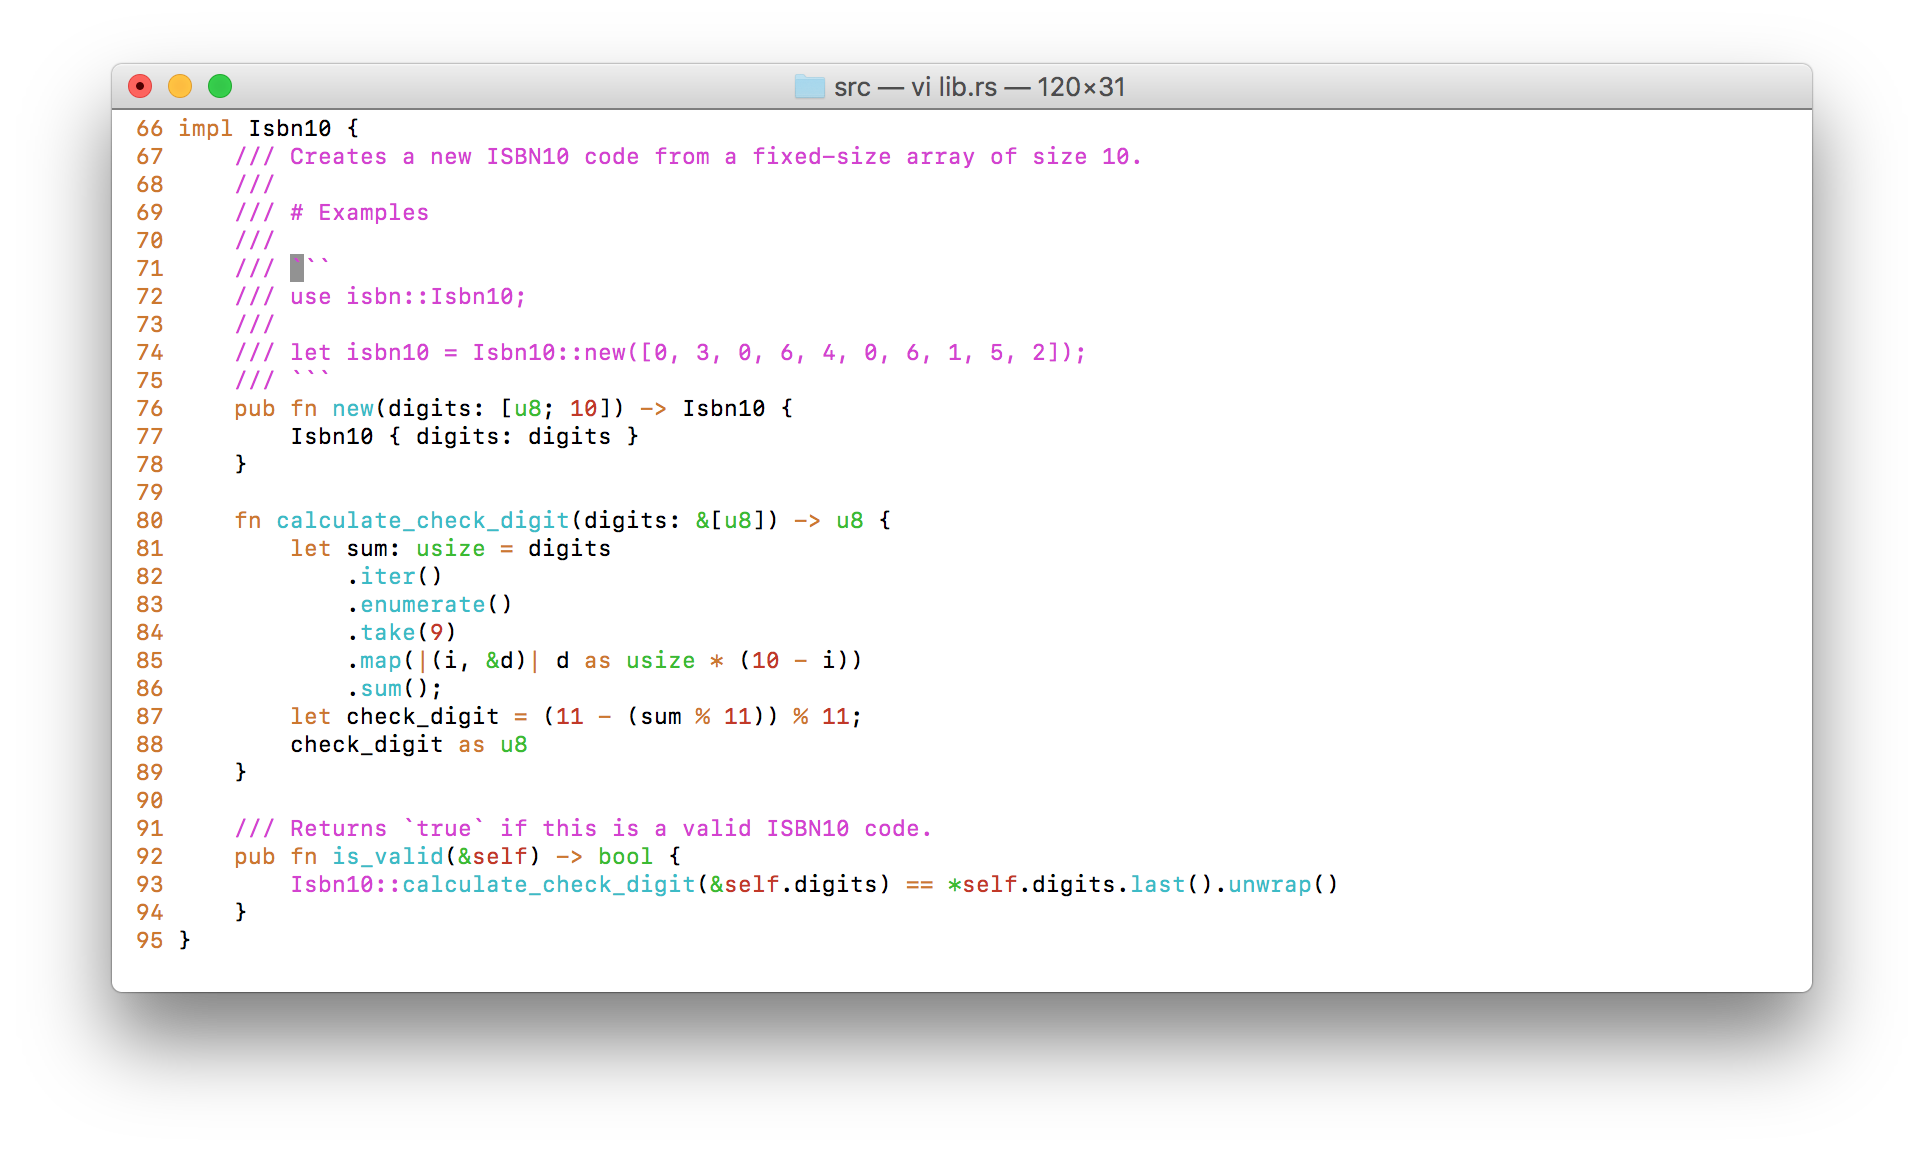 src — vi lib.rs — 120×31
66 impl Isbn10 {
67     /// Creates a new ISBN10 code from a fixed-size array of size 10.
68     ///
69     /// # Examples
70     ///
71     /// ```
72     /// use isbn::Isbn10;
73     ///
74     /// let isbn10 = Isbn10::new([0, 3, 0, 6, 4, 0, 6, 1, 5, 2]);
75     /// ```
76     pub fn new(digits: [u8; 10]) -> Isbn10 {
77         Isbn10 { digits: digits }
78     }
79
80     fn calculate_check_digit(digits: &[u8]) -> u8 {
81         let sum: usize = digits
82             .iter()
83             .enumerate()
84             .take(9)
85             .map(|(i, &d)| d as usize * (10 - i))
86             .sum();
87         let check_digit = (11 - (sum % 11)) % 11;
88         check_digit as u8
89     }
90
91     /// Returns `true` if this is a valid ISBN10 code.
92     pub fn is_valid(&self) -> bool {
93         Isbn10::calculate_check_digit(&self.digits) == *self.digits.last().unwrap()
94     }
95 }